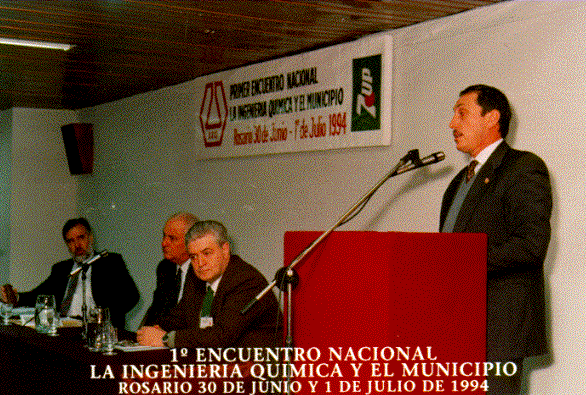 PRIMER ENCUENTRO NACIONAL
LA INGENIERIA QUIMICA Y EL MUNICIPIO
Rosario 30 de Junio - 1º de Julio 1994
7UP
1º ENCUENTRO NACIONAL
LA INGENIERIA QUIMICA Y EL MUNICIPIO
ROSARIO 30 DE JUNIO Y 1 DE JULIO DE 1994